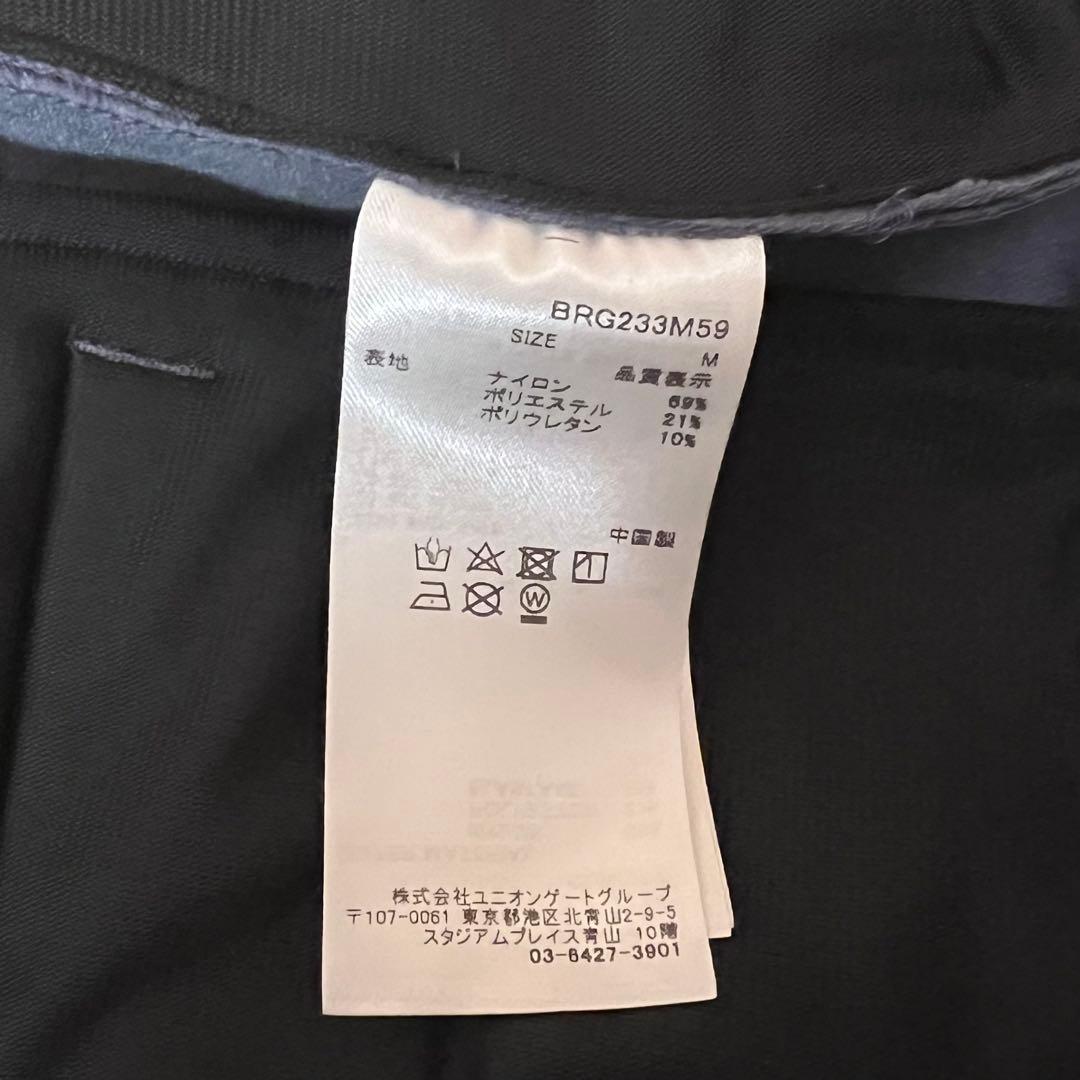 BRG233M59
SIZE M
表地 品質表示
ナイロン 69%
ポリエステル 21%
ポリウレタン 10%
中国製
W
株式会社ユニオンゲートグループ
〒107-0061 東京都港区北青山2-9-5
スタジアムプレイス青山 10階
03-6427-3901